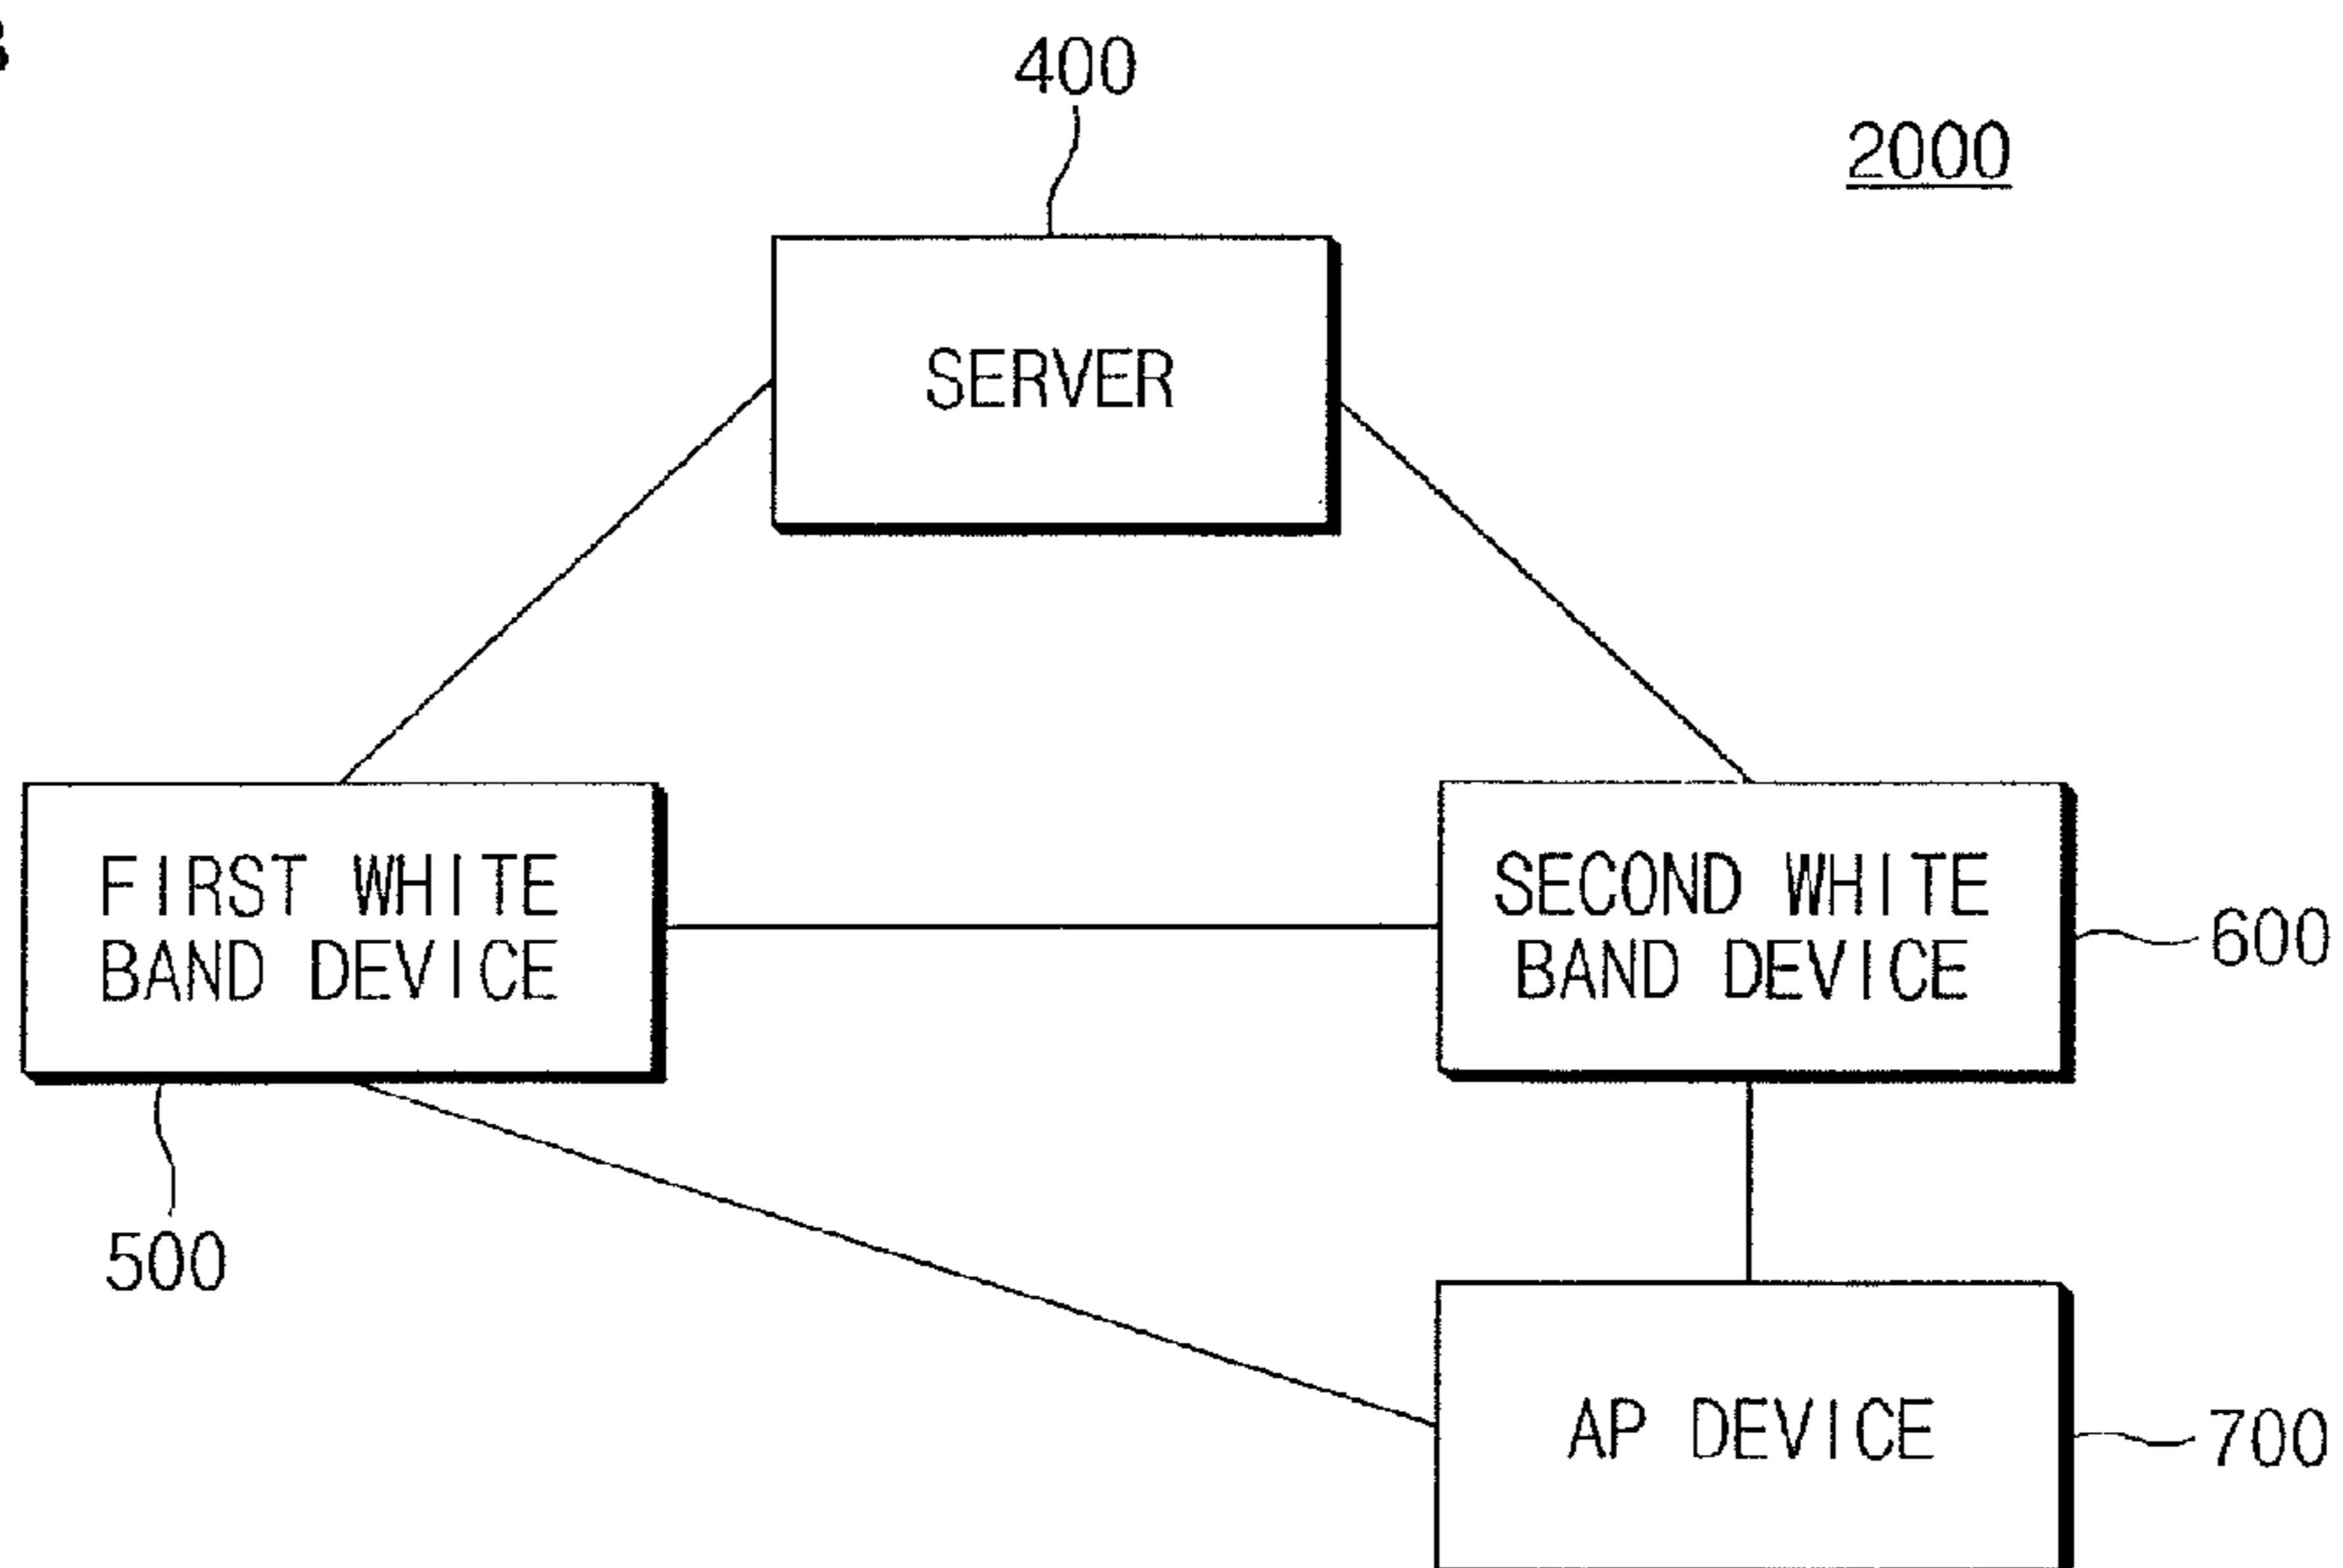 400
2000
SERVER
FIRST WHITE
BAND DEVICE
SECOND WHITE
BAND DEVICE
600
500
AP DEVICE
700